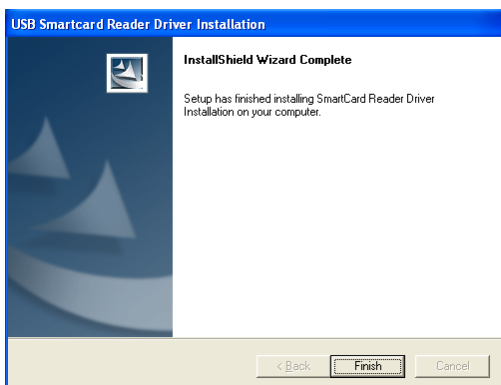 USB Smartcard Reader Driver Installation
InstallShield Wizard Complete
Setup has finished installing SmartCard Reader Driver
Installation on your computer.
< Back
Finish
Cancel